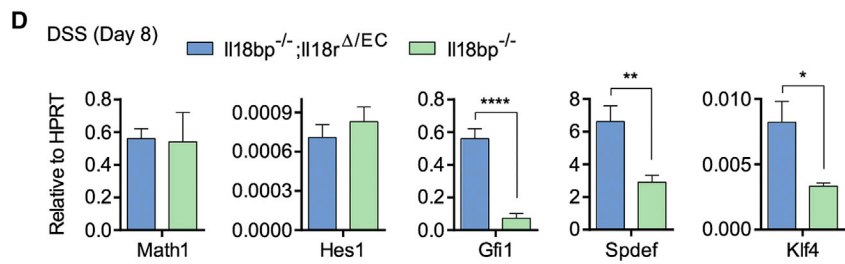 D
DSS (Day 8)
Il18bp-/-;Il18rΔ/EC
Il18bp-/-
Relative to HPRT
0.8
0.6
0.4
0.2
0.0
Math1
0.0009
0.0006
0.0003
0.0000
Hes1
0.8
0.6
0.4
0.2
0.0
****
Gfi1
8
6
4
2
0
**
Spdef
0.010
0.005
0.000
*
Klf4